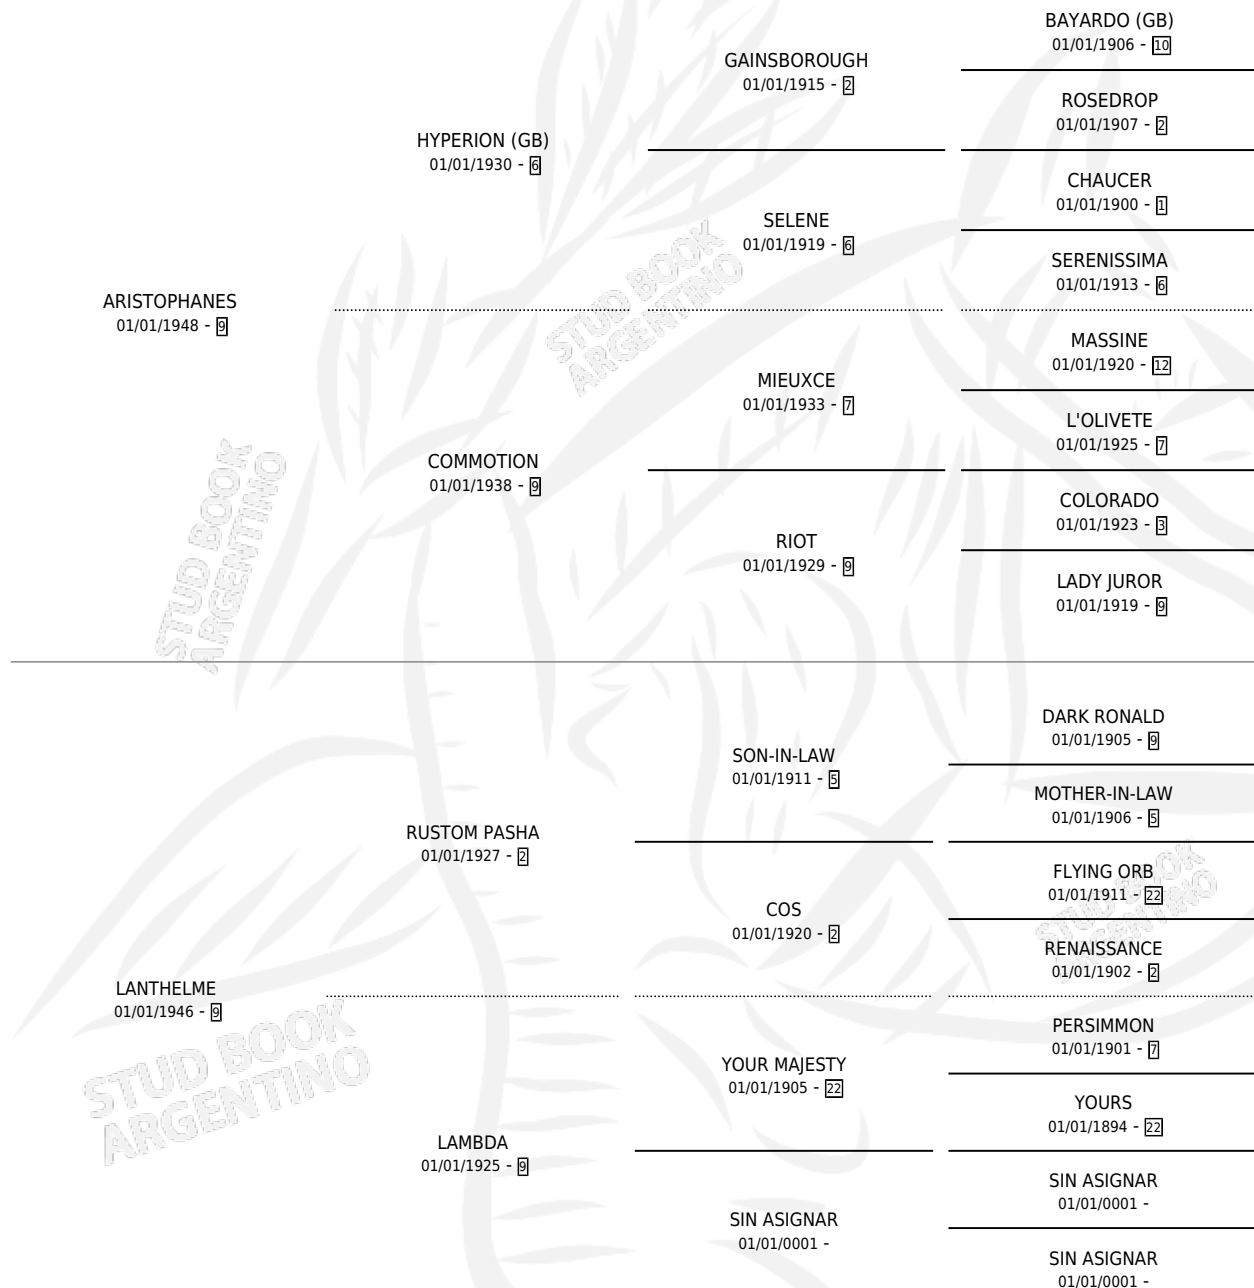 BAYARDO (GB)
01/01/1906 - 10
GAINSBOROUGH
01/01/1915 - 2
ROSEDROP
01/01/1907 - 2
HYPERION (GB)
01/01/1930 - 6
CHAUCER
01/01/1900 - 1
SELENE
01/01/1919 - 6
SERENISSIMA
01/01/1913 - 6
ARISTOPHANES
01/01/1948 - 9
MASSINE
01/01/1920 - 12
MIEUXCE
01/01/1933 - 7
L'OLIVETE
01/01/1925 - 7
COMMOTION
01/01/1938 - 9
COLORADO
01/01/1923 - 3
RIOT
01/01/1929 - 9
LADY JUROR
01/01/1919 - 9
DARK RONALD
01/01/1905 - 9
SON-IN-LAW
01/01/1911 - 5
MOTHER-IN-LAW
01/01/1906 - 5
RUSTOM PASHA
01/01/1927 - 2
FLYING ORB
01/01/1911 - 22
COS
01/01/1920 - 2
RENAISSANCE
01/01/1902 - 2
LANTHELME
01/01/1946 - 9
PERSIMMON
01/01/1901 - 7
YOUR MAJESTY
01/01/1905 - 22
YOURS
01/01/1894 - 22
LAMBDA
01/01/1925 - 9
SIN ASIGNAR
01/01/0001 -
SIN ASIGNAR
01/01/0001 -
SIN ASIGNAR
01/01/0001 -
STUD BOOK
ARGENTINO
STUD BOOK
ARGENTINO
STUD BOOK
ARGENTINO
STUD BOOK
ARGENTINO